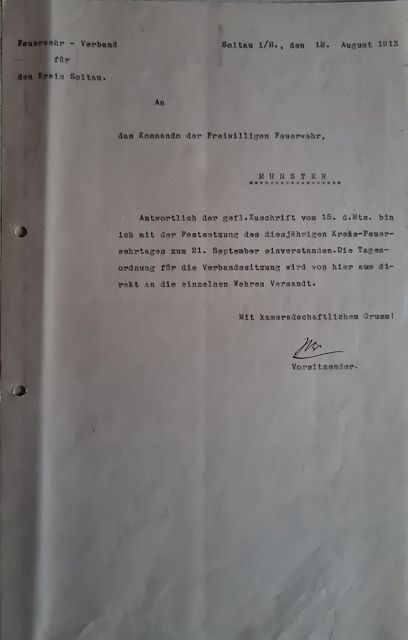 Feuerwehr - Verband
Soltau i/H., den 18. August 1913
für
den Kreis Soltau.
An
das Kommando der Freiwilligen Feuerwehr,
MUNSTER
Antwortlich der gefl.Zuschrift vom 15. d.Mts. bin
ich mit der Festsetzung des diesjährigen Kreis-Feuer-
wehrtages zum 21. September einverstanden.Die Tages-
ordnung für die Verbandssitzung wird von hier aus di-
rekt an die einzelnen Wehren Versandt.
Mit kameradschaftlichem Gruss!
Vorsitzender.